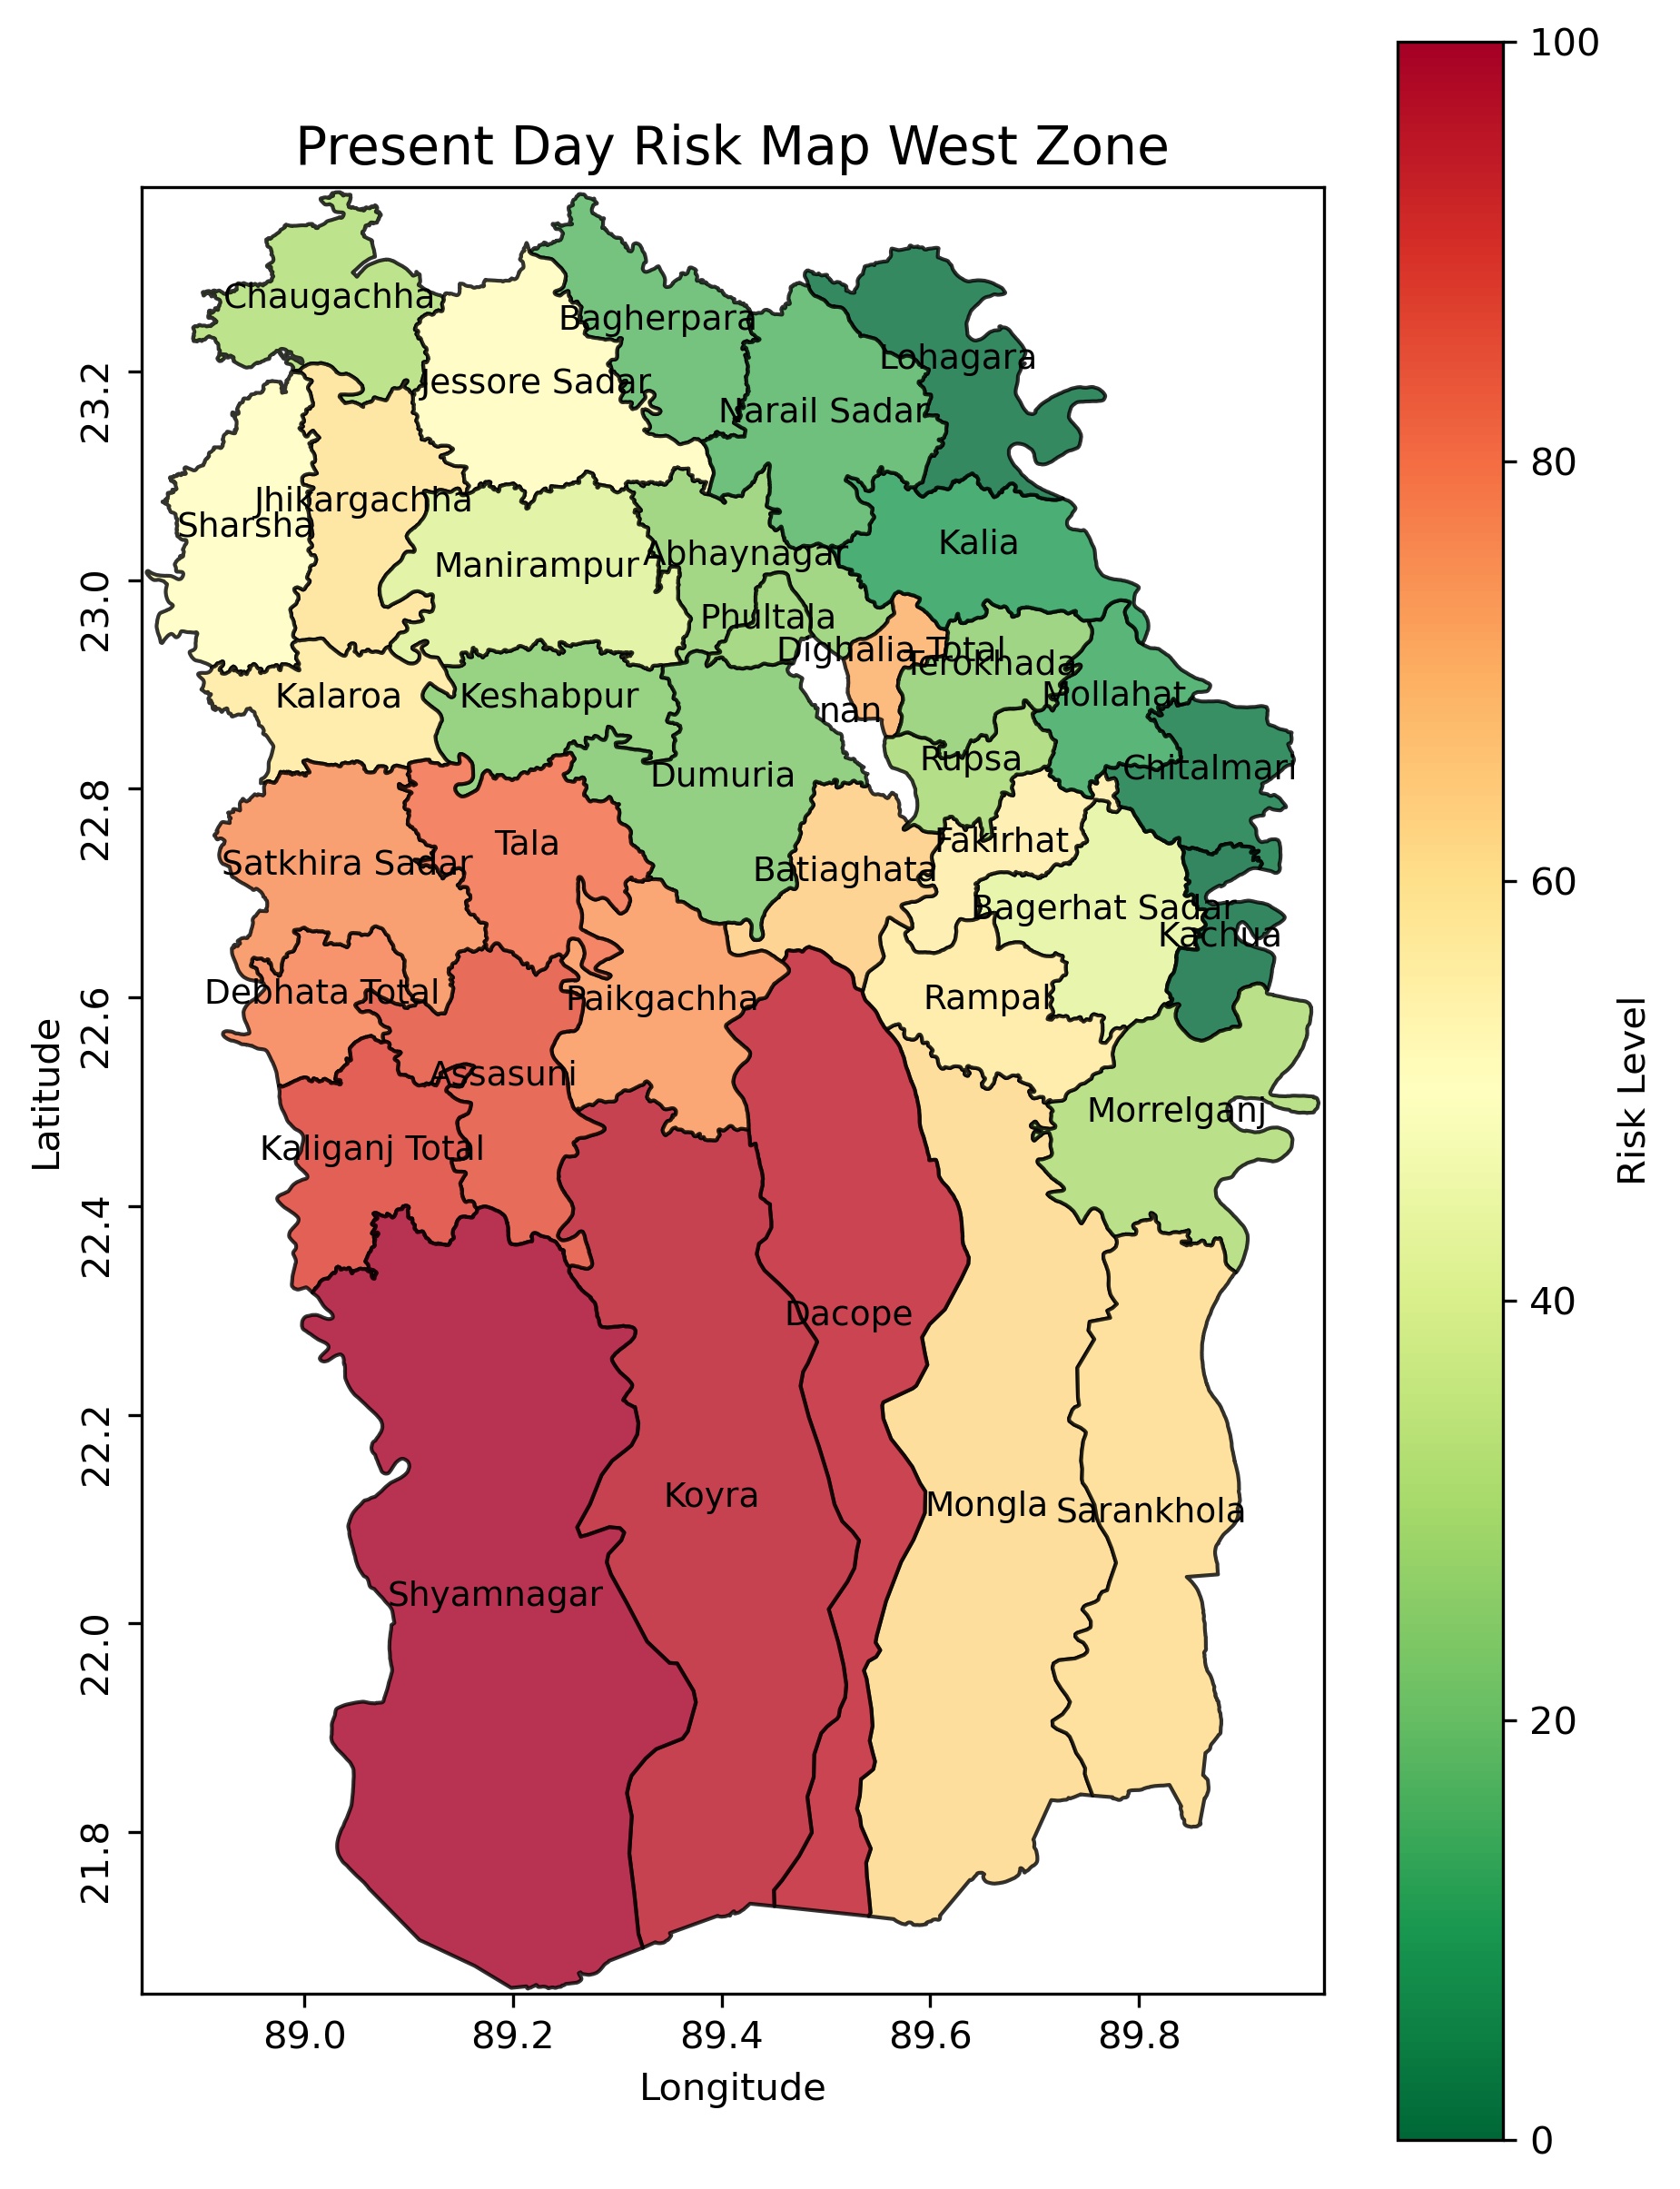 Present Day Risk Map West Zone
100
80
60
40
20
0
Risk Level
Latitude
23.2
23.0
22.8
22.6
22.4
22.2
22.0
21.8
Chaugachha
Bagherpara
Lohagara
Jessore Sadar
Narail Sadar
Jhikargachha
Sharsha
Kalia
Manirampur
Abhaynagar
Phultala
Dighalia Total
Terokhada
Kalaroa
Keshabpur
Mollahat
nan
Rupsa
Chitalmari
Dumuria
Tala
Fakirhat
Satkhira Sadar
Batiaghata
Bagerhat Sadar
Kachua
Debhata Total
Paikgachha
Rampal
Assasuni
Morrelganj
Kaliganj Total
Dacope
Koyra
Mongla
Sarankhola
Shyamnagar
89.0
89.2
89.4
89.6
89.8
Longitude